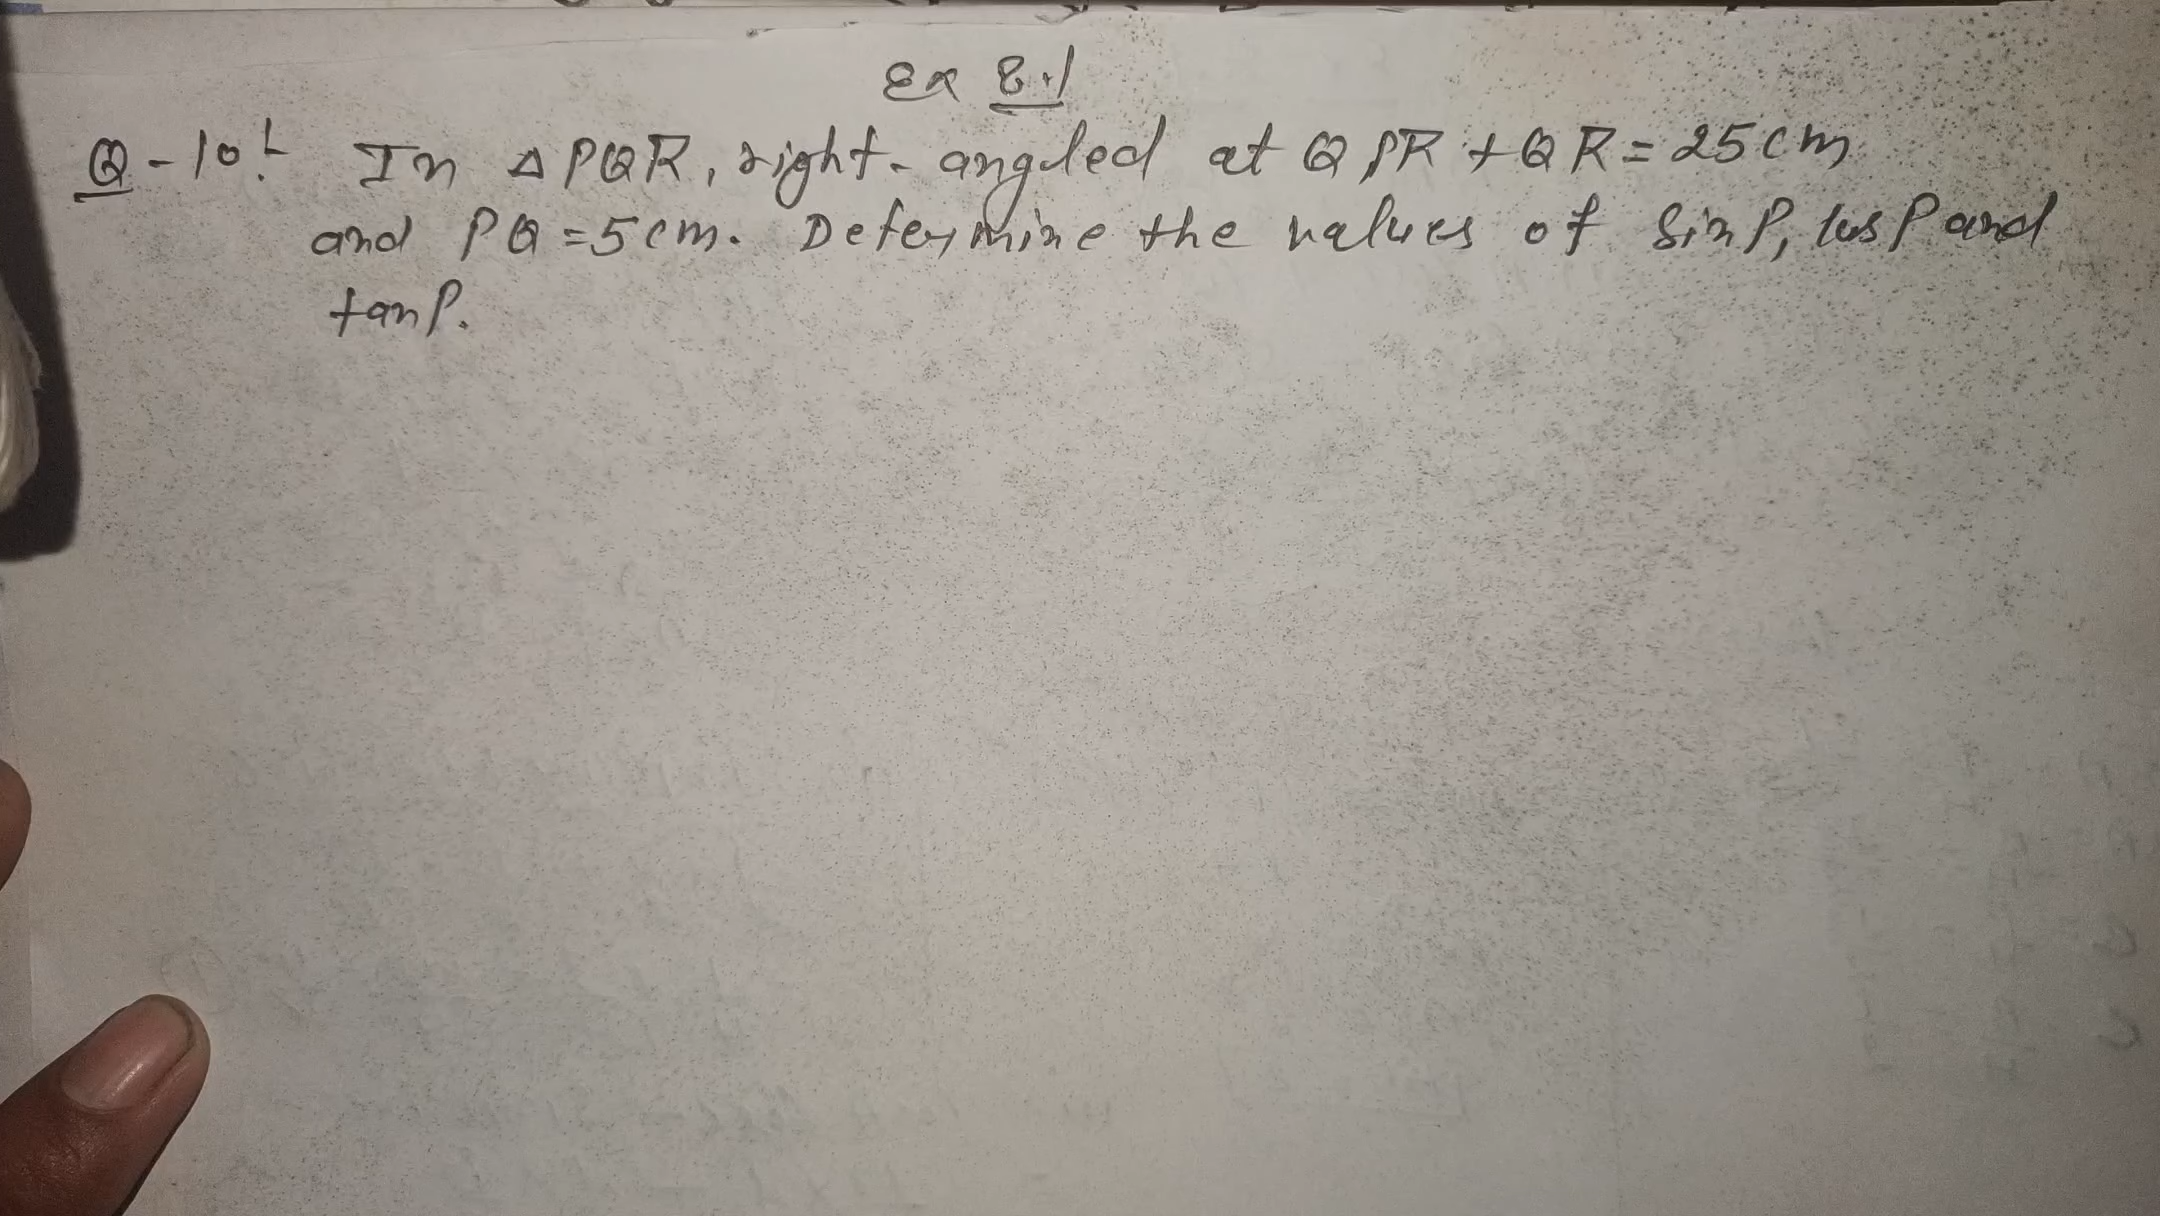 Ex 8.1
Q-10:- In △PQR, right-angled at Q PR + QR = 25cm
and PQ = 5cm. Determine the values of Sin P, Cos P and
tan P.